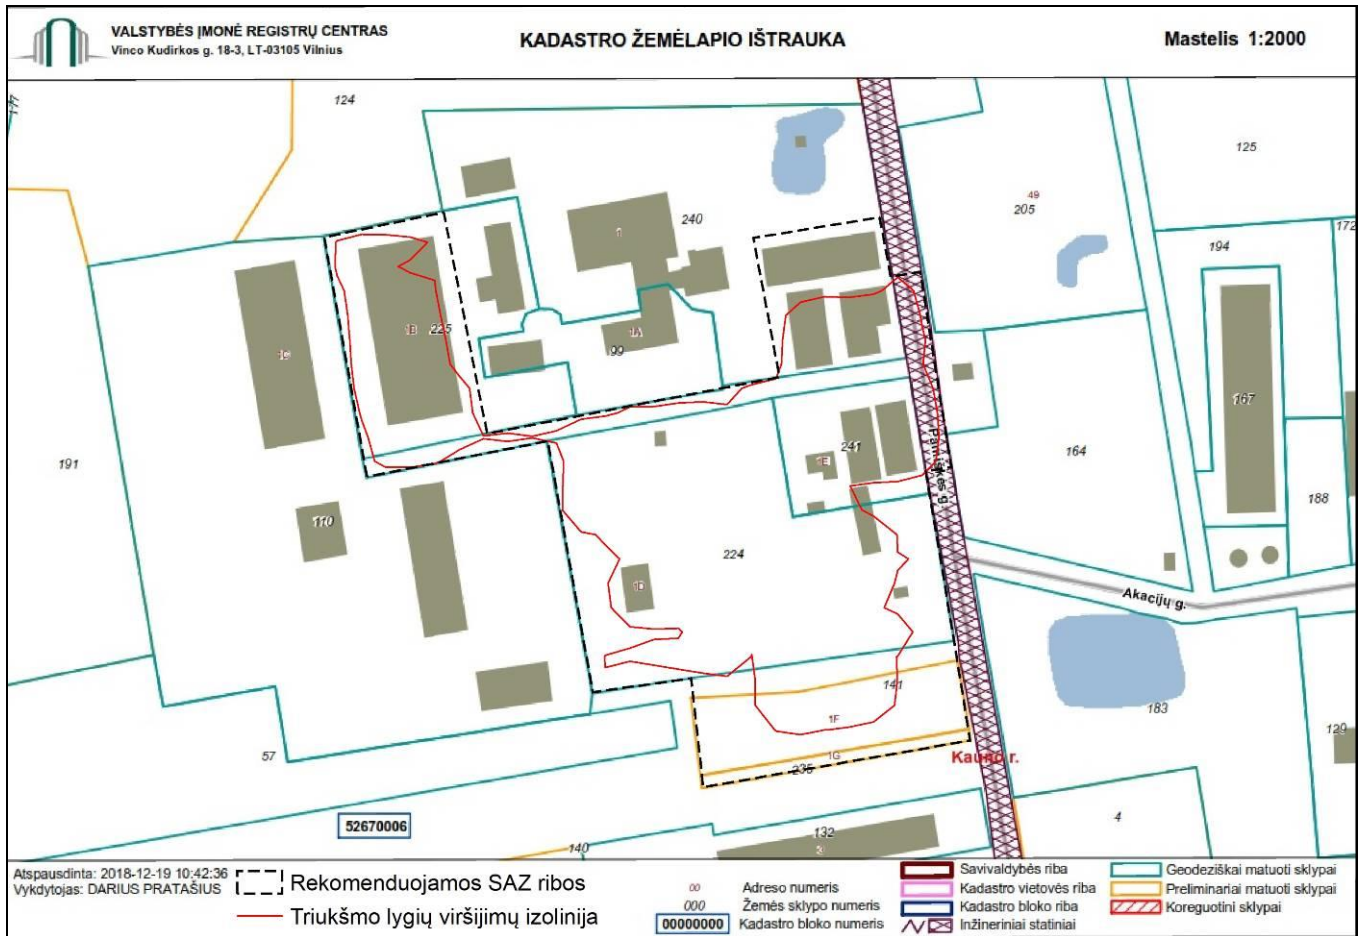 VALSTYBĖS ĮMONĖ REGISTRŲ CENTRAS
Vinco Kudirkos g. 18-3, LT-03105 Vilnius
KADASTRO ŽEMĖLAPIO IŠTRAUKA
Mastelis 1:2000
177
124
125
49
205
240
194
172
1
1B
225
1A
99
1C
167
191
1E
241
164
188
110
224
1D
Akacijų g.
141
1F
183
1G
235
57
Kauno r.
129
52670006
132
3
140
4
Atspausdinta: 2018-12-19 10:42:36
Vykdytojas: DARIUS PRATAŠIUS
Rekomenduojamos SAZ ribos
Triukšmo lygių viršijimų izolinija
00 Adreso numeris
000 Žemės sklypo numeris
00000000 Kadastro bloko numeris
Savivaldybės riba
Kadastro vietovės riba
Kadastro bloko riba
Inžineriniai statiniai
Geodeziškai matuoti sklypai
Preliminariai matuoti sklypai
Koreguotini sklypai